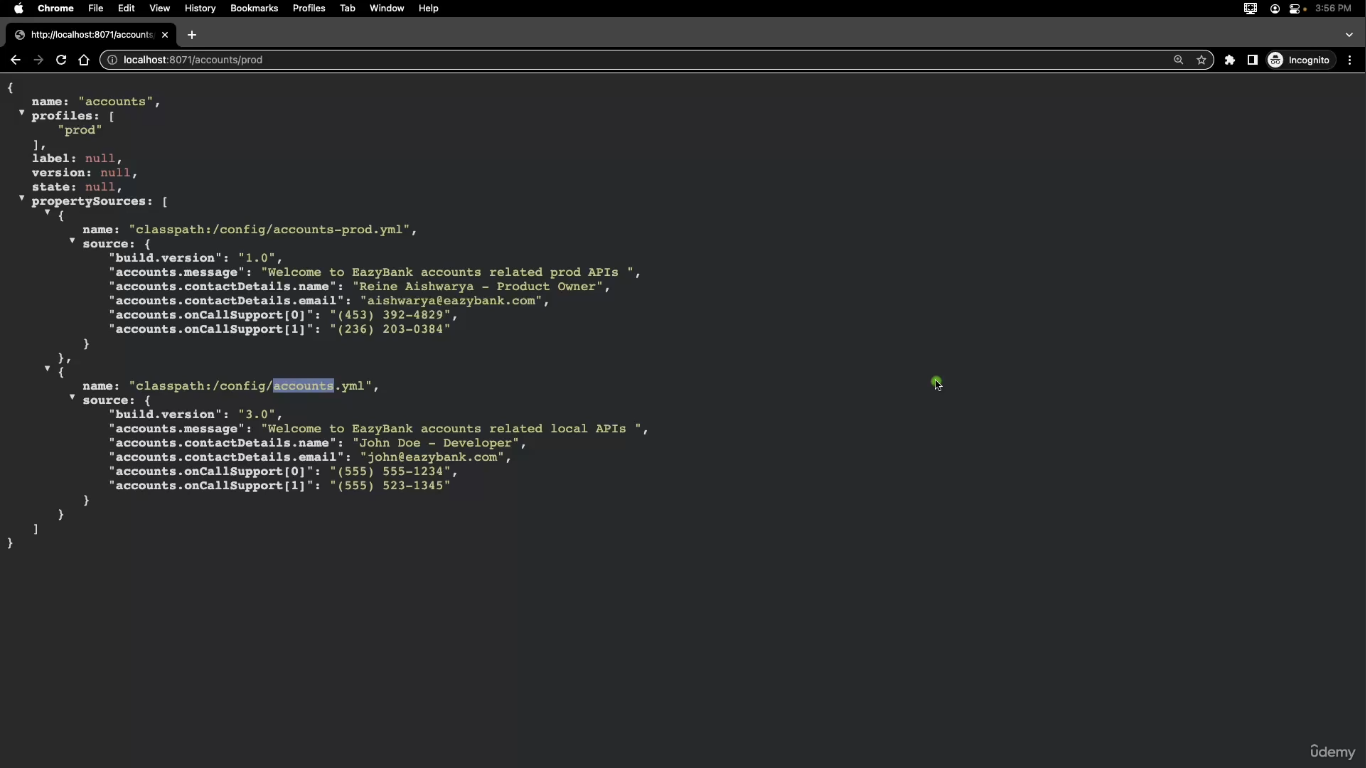 Chrome File Edit View History Bookmarks Profiles Tab Window Help 3:56 PM
http://localhost:8071/accounts
localhost:8071/accounts/prod Incognito
{
name: "accounts",
profiles: [
"prod"
],
label: null,
version: null,
state: null,
propertySources: [
{
name: "classpath:/config/accounts-prod.yml",
source: {
"build.version": "1.0",
"accounts.message": "Welcome to EazyBank accounts related prod APIs ",
"accounts.contactDetails.name": "Reine Aishwarya - Product Owner",
"accounts.contactDetails.email": "aishwarya@eazybank.com",
"accounts.onCallSupport[0]": "(453) 392-4829",
"accounts.onCallSupport[1]": "(236) 203-0384"
}
},
{
name: "classpath:/config/accounts.yml",
source: {
"build.version": "3.0",
"accounts.message": "Welcome to EazyBank accounts related local APIs ",
"accounts.contactDetails.name": "John Doe - Developer",
"accounts.contactDetails.email": "john@eazybank.com",
"accounts.onCallSupport[0]": "(555) 555-1234",
"accounts.onCallSupport[1]": "(555) 523-1345"
}
}
]
}
ûdemy